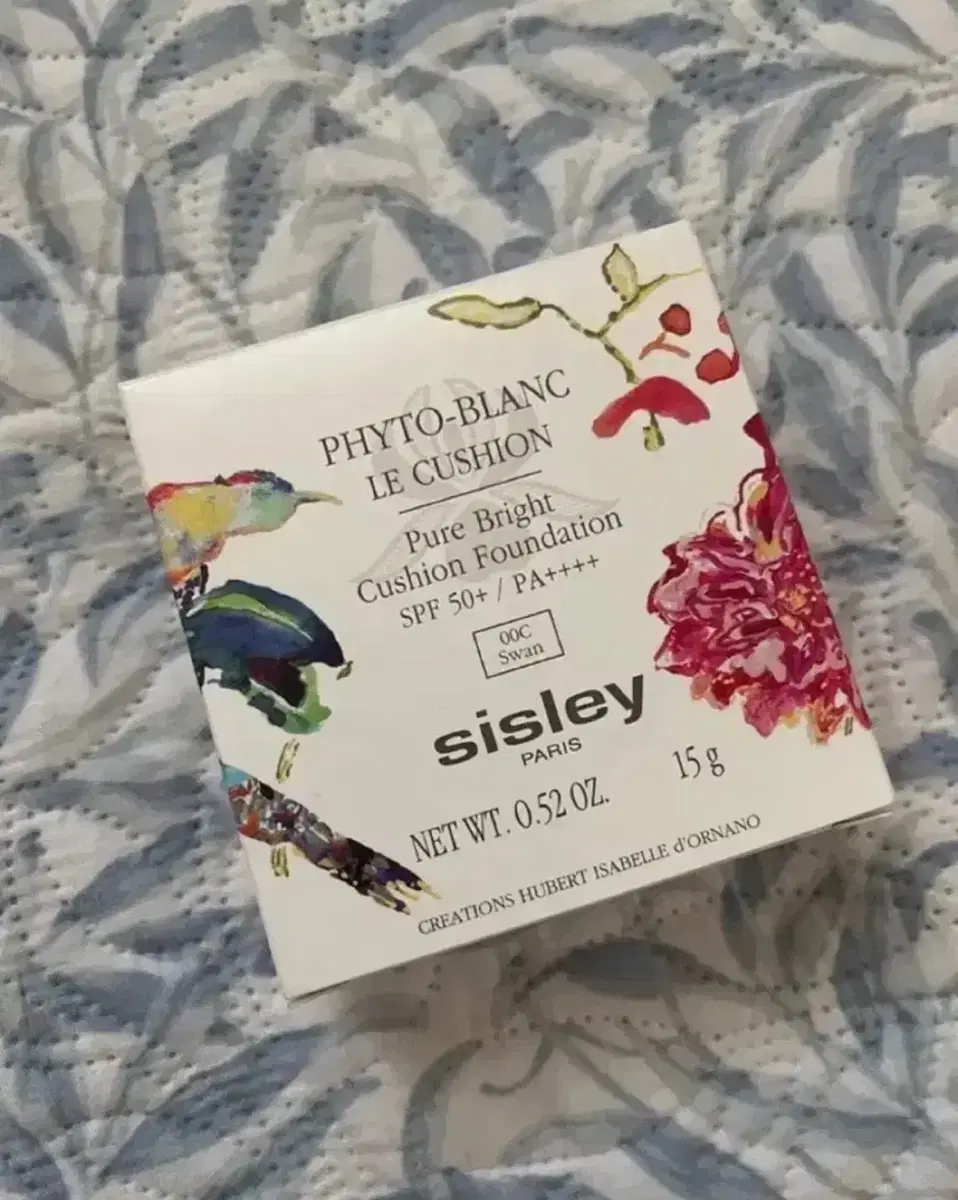 PHYTO-BLANC
LE CUSHION
Pure Bright
Cushion Foundation
SPF 50+ / PA++++
00C
Swan
sisley
PARIS
NET WT. 0.52 OZ. 15 g
CREATIONS HUBERT ISABELLE d'ORNANO